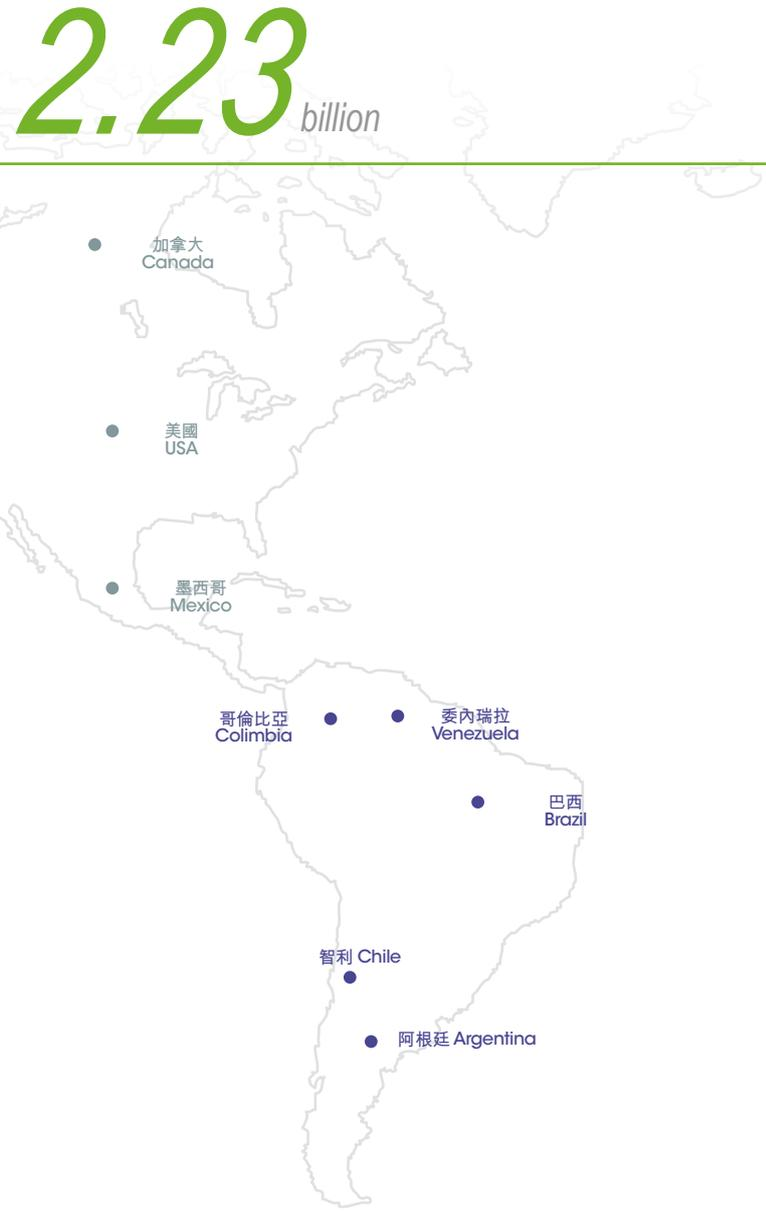 2.23 billion
加拿大
Canada
美國
USA
墨西哥
Mexico
哥倫比亞
Colimbia
委內瑞拉
Venezuela
巴西
Brazil
智利 Chile
阿根廷 Argentina